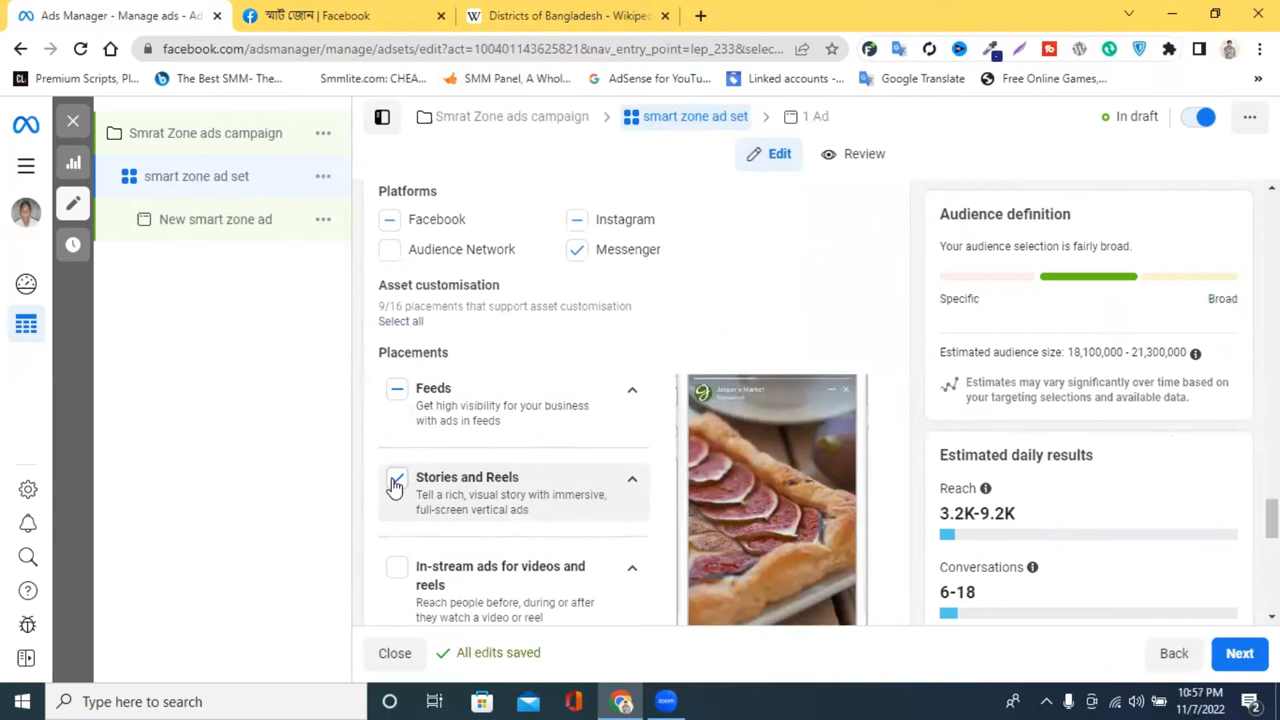 Ads Manager - Manage ads - Ad
স্মার্ট জোন | Facebook
Districts of Bangladesh - Wikiped
facebook.com/adsmanager/manage/adsets/edit?act=1004011436258218&nav_entry_point=lep_233&selec...
Premium Scripts, Pl...
The Best SMM- The...
Smmlite.com: CHEA...
SMM Panel, A Whol...
AdSense for YouTu...
Linked accounts -...
Google Translate
Free Online Games,...
»
Smrat Zone ads campaign
smart zone ad set
New smart zone ad
Smrat Zone ads campaign
smart zone ad set
1 Ad
In draft
Edit
Review
Platforms
Facebook
Instagram
Audience Network
Messenger
Asset customisation
9/16 placements that support asset customisation
Select all
Placements
Feeds
Get high visibility for your business
with ads in feeds
Stories and Reels
Tell a rich, visual story with immersive,
full-screen vertical ads
In-stream ads for videos and
reels
Reach people before, during or after
they watch a video or reel
Jasper's Market
Sponsored
Audience definition
Your audience selection is fairly broad.
Specific
Broad
Estimated audience size: 18,100,000 - 21,300,000
Estimates may vary significantly over time based on
your targeting selections and available data.
Estimated daily results
Reach
3.2K-9.2K
Conversations
6-18
Close
All edits saved
Back
Next
Type here to search
10:57 PM
11/7/2022
2